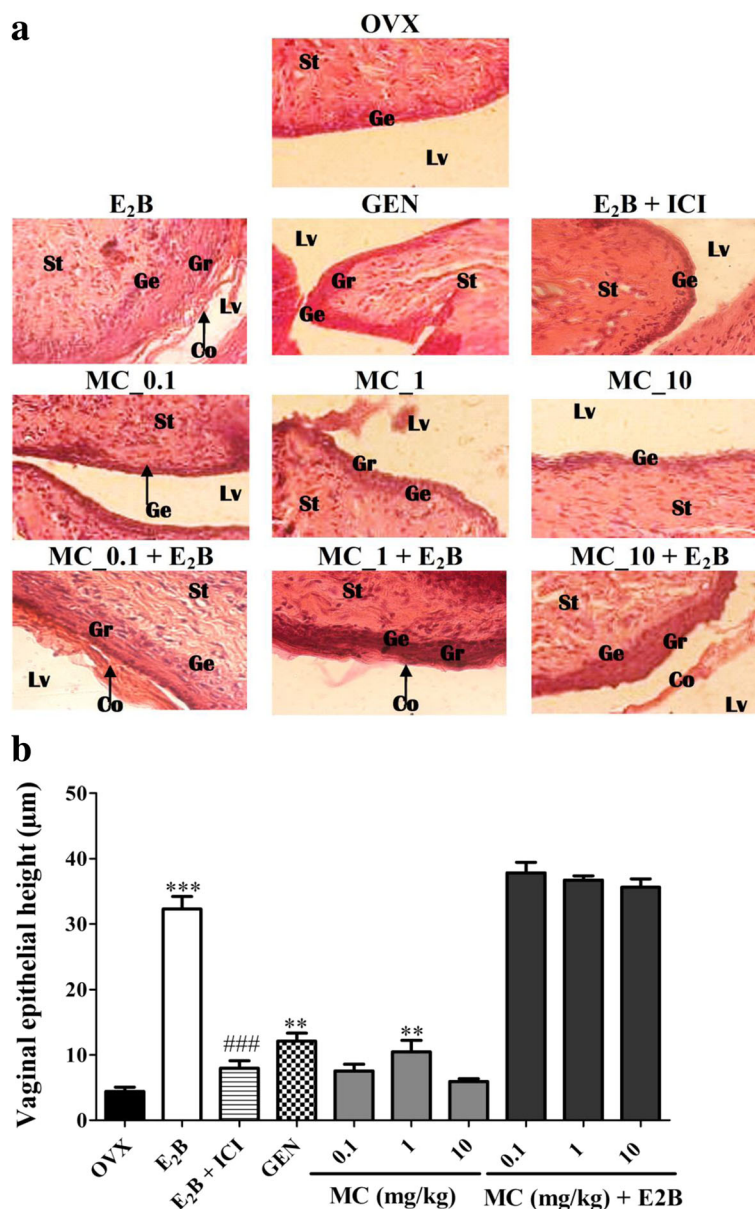 a
OVX
St
Ge
Lv
E₂B GEN E₂B + ICI
St Ge Gr Lv Co
Lv Gr St Ge
Lv Ge St
MC_0.1 MC_1 MC_10
St Ge Lv
Lv Gr Ge St
Lv Ge St
MC_0.1 + E₂B MC_1 + E₂B MC_10 + E₂B
St Gr Ge Lv Co
St Ge Gr Co
St Gr Ge Co Lv
b
Vaginal epithelial height (µm)
50
40
30
20
10
0
***
###
**
**
OVX E₂B E₂B + ICI GEN 0.1 1 10 0.1 1 10
MC (mg/kg) MC (mg/kg) + E2B